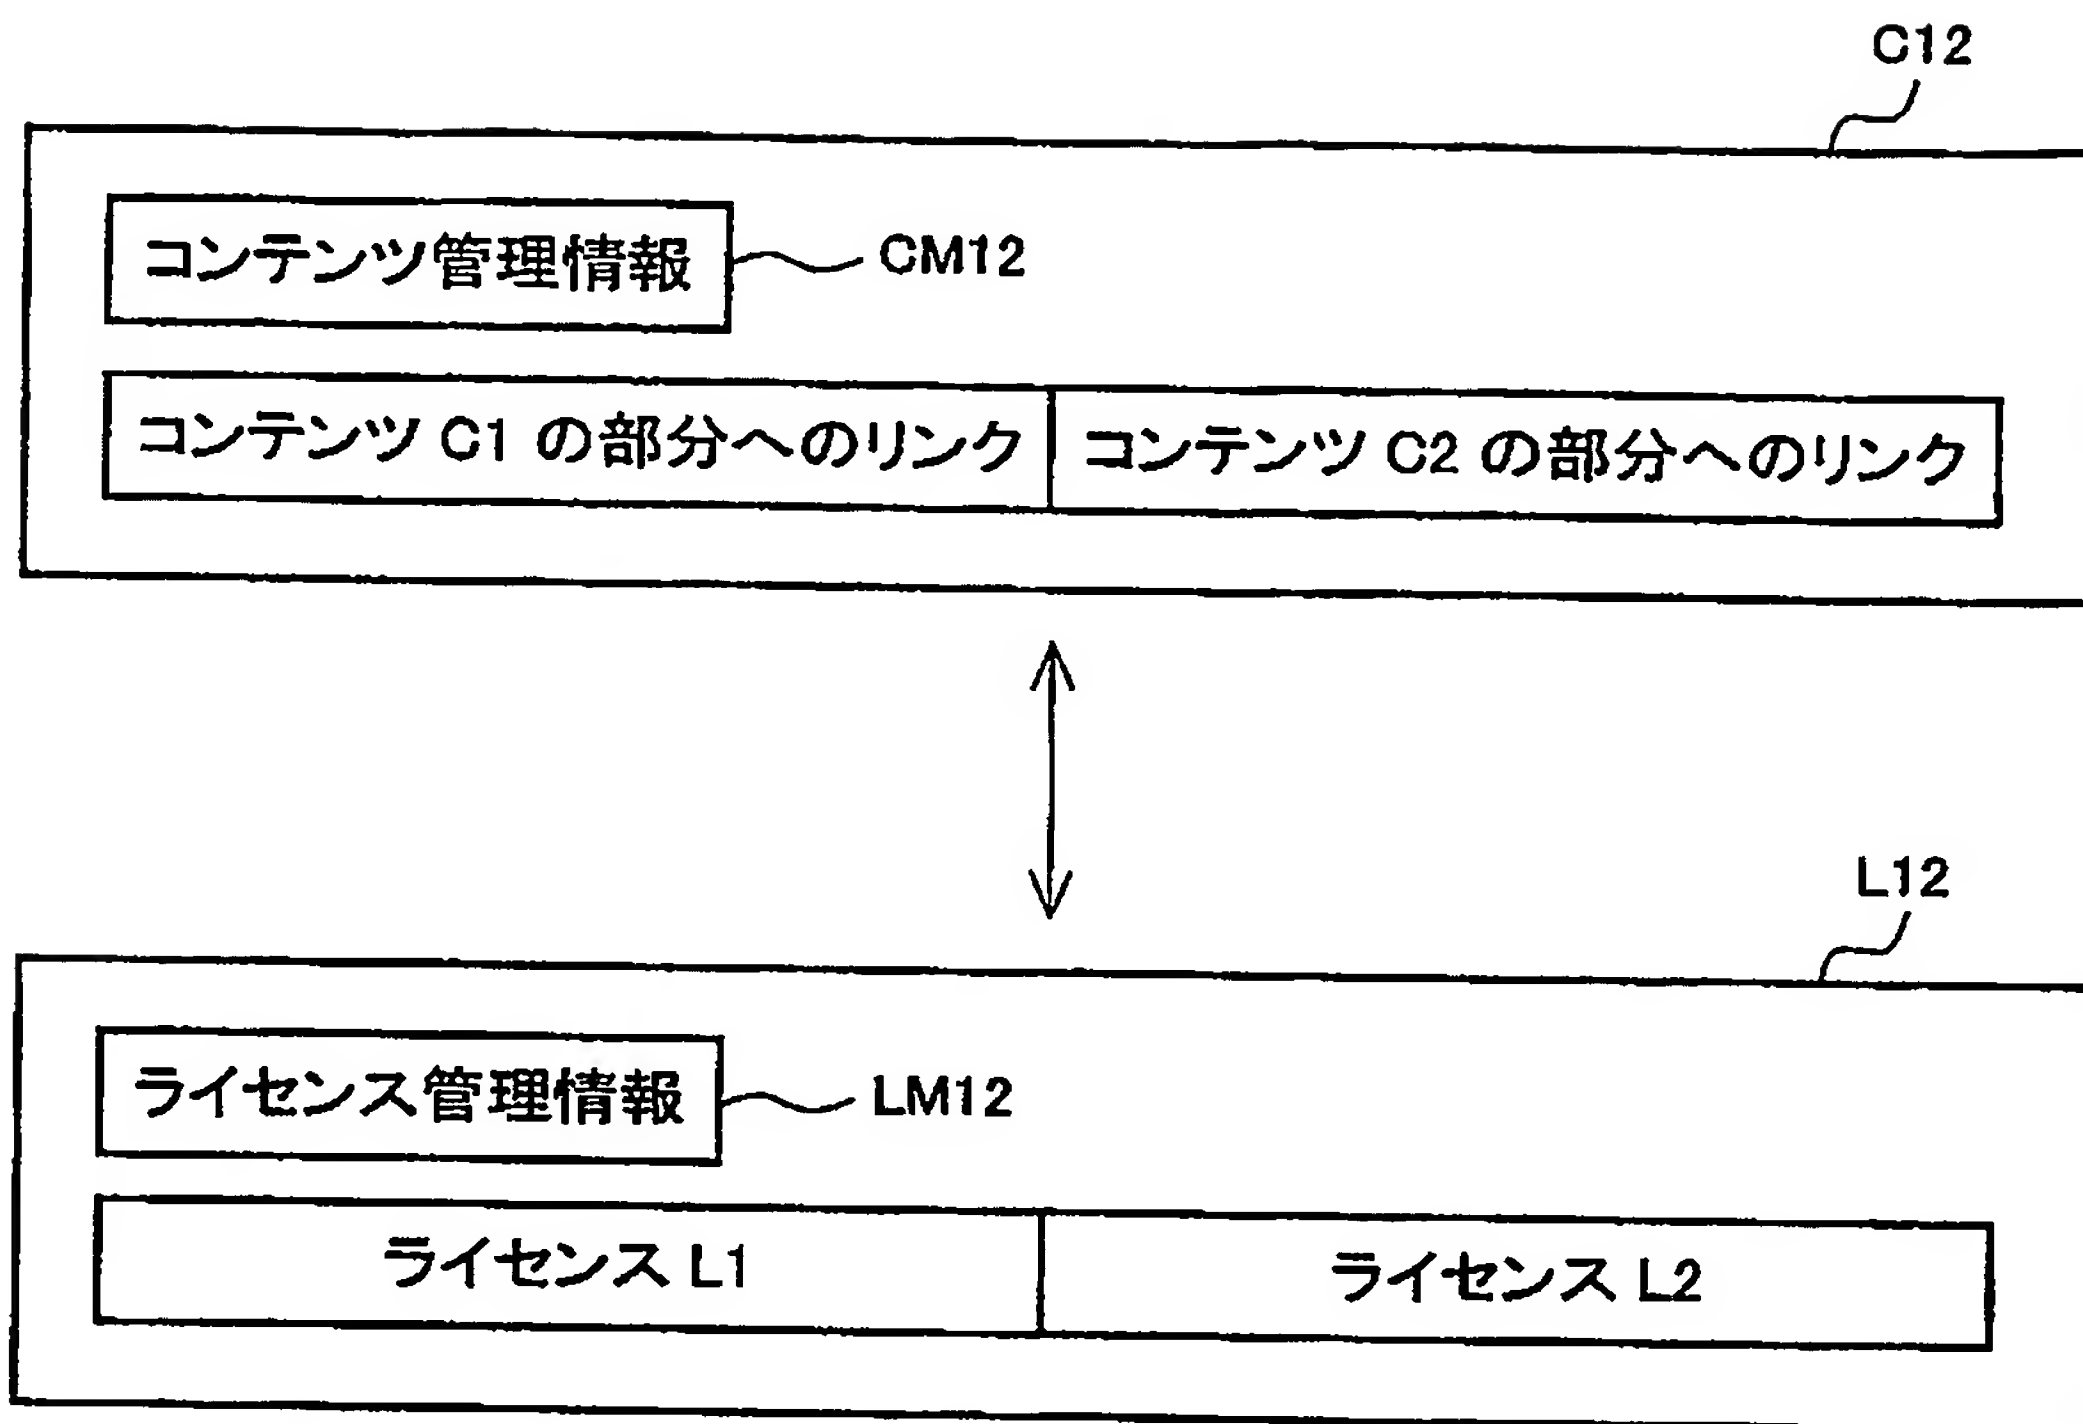 C12
コンテンツ管理情報 CM12
コンテンツ C1 の部分へのリンク コンテンツ C2 の部分へのリンク
L12
ライセンス管理情報 LM12
ライセンス L1 ライセンス L2